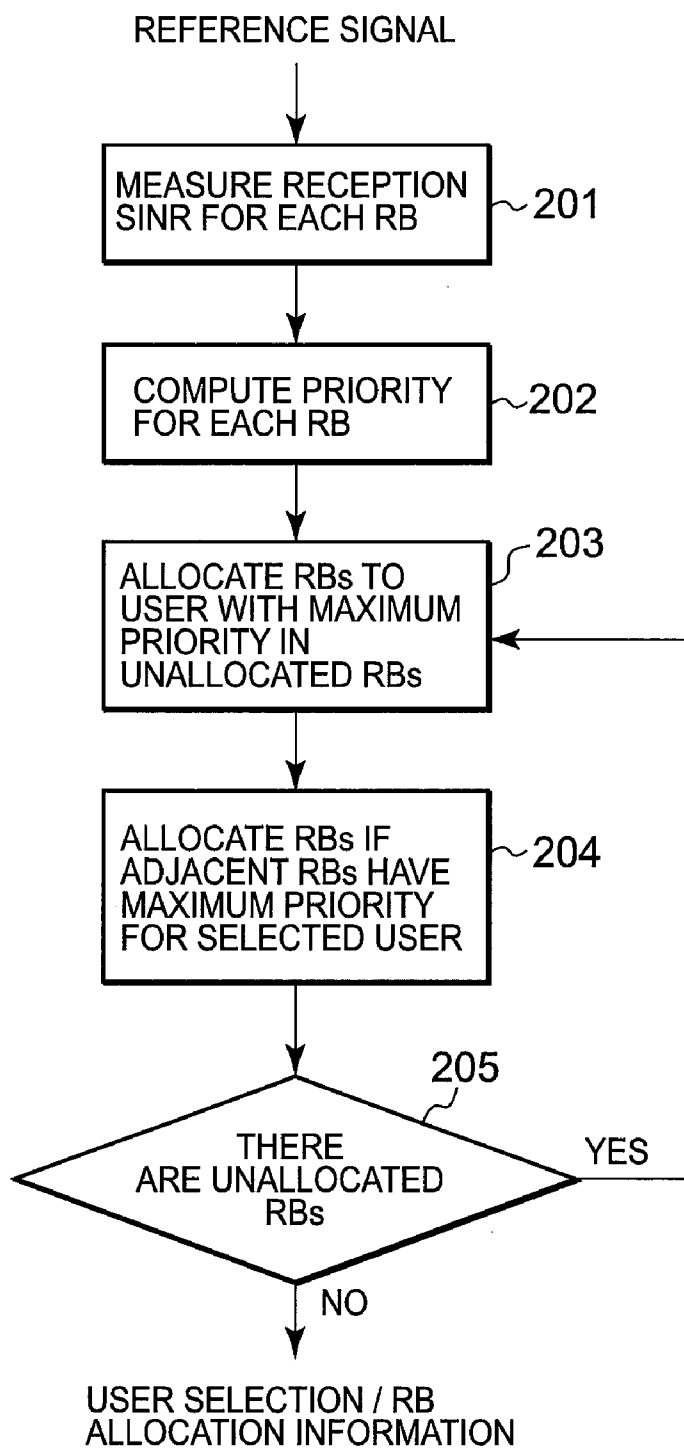 REFERENCE SIGNAL
MEASURE RECEPTION
SINR FOR EACH RB
201
COMPUTE PRIORITY
FOR EACH RB
202
203
ALLOCATE RBs TO
USER WITH MAXIMUM
PRIORITY IN
UNALLOCATED RBs
ALLOCATE RBs IF
ADJACENT RBs HAVE
MAXIMUM PRIORITY
FOR SELECTED USER
204
205
THERE
ARE UNALLOCATED
RBs
YES
NO
USER SELECTION / RB
ALLOCATION INFORMATION